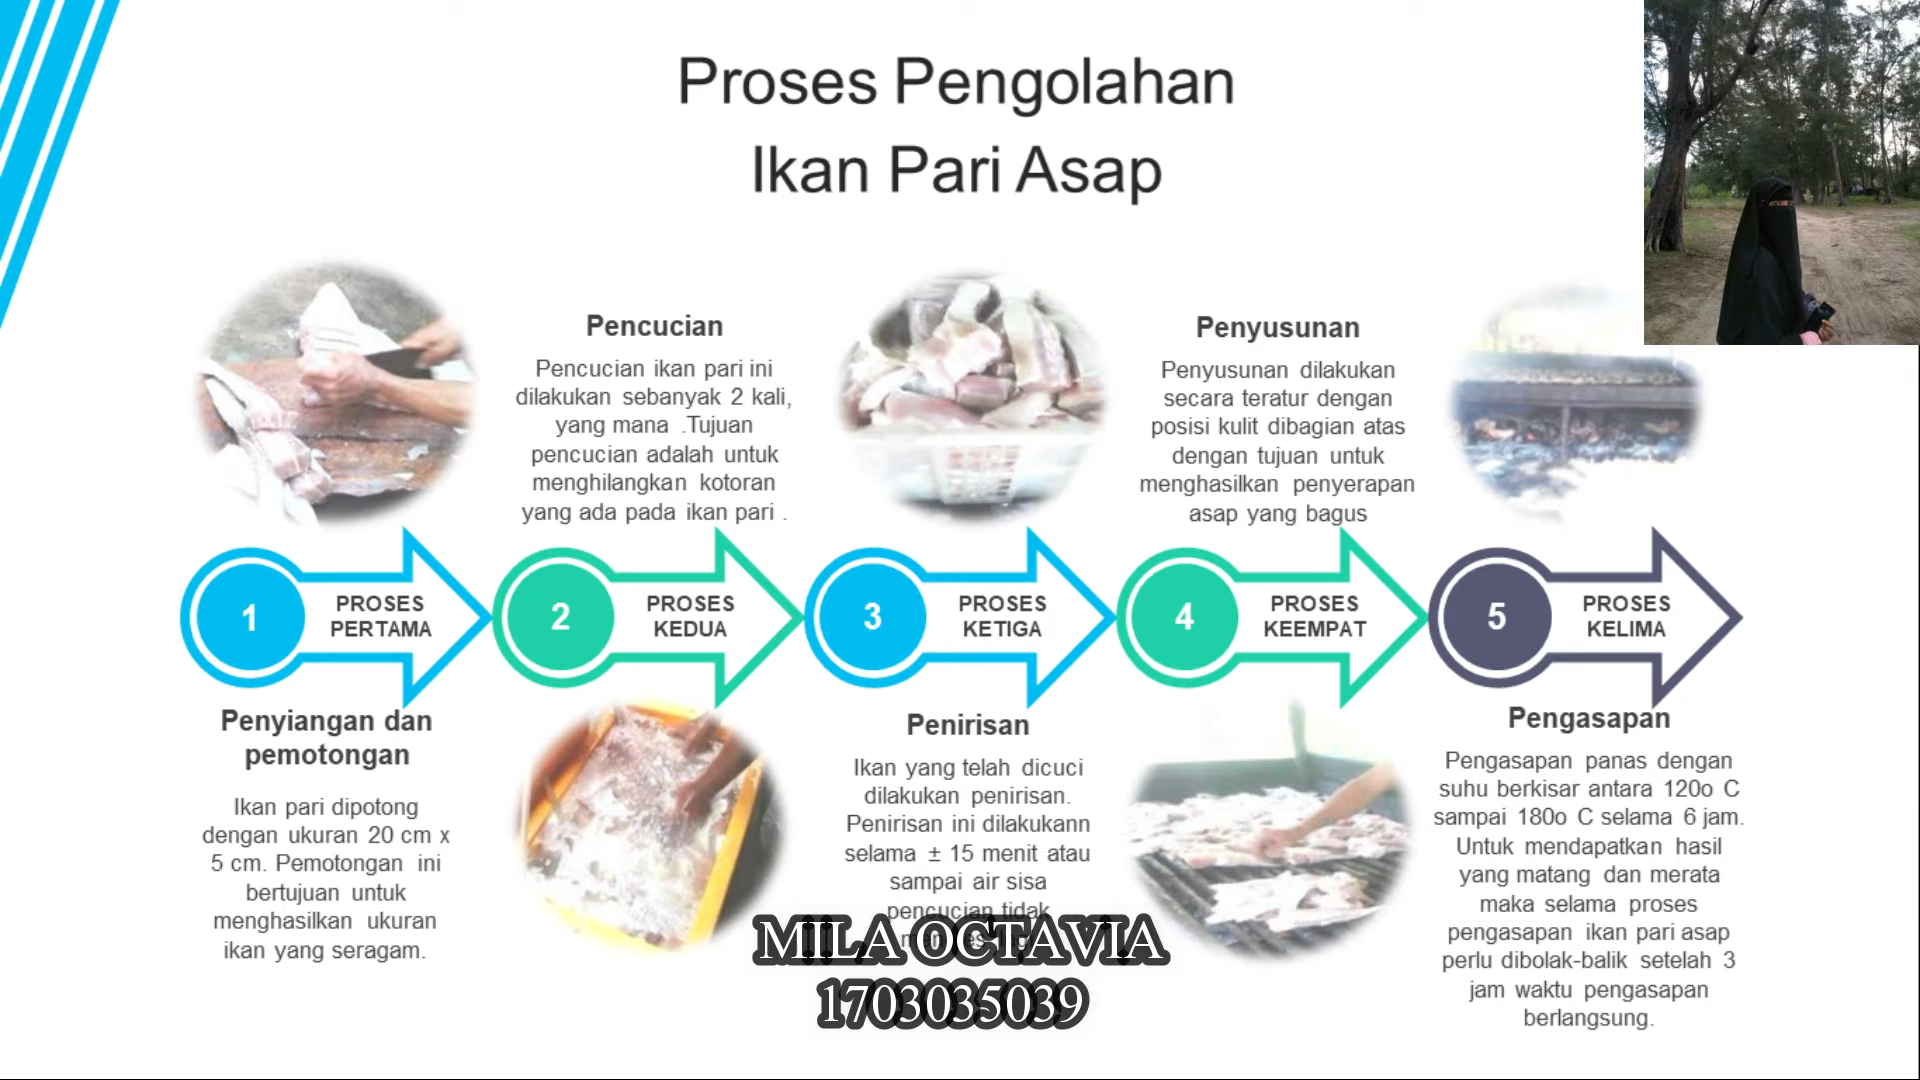 Proses Pengolahan
Ikan Pari Asap
Pencucian
Pencucian ikan pari ini
dilakukan sebanyak 2 kali,
yang mana .Tujuan
pencucian adalah untuk
menghilangkan kotoran
yang ada pada ikan pari .
Penyusunan
Penyusunan dilakukan
secara teratur dengan
posisi kulit dibagian atas
dengan tujuan untuk
menghasilkan penyerapan
asap yang bagus
1
PROSES
PERTAMA
2
PROSES
KEDUA
3
PROSES
KETIGA
4
PROSES
KEEMPAT
5
PROSES
KELIMA
Penyiangan dan
pemotongan
Ikan pari dipotong
dengan ukuran 20 cm x
5 cm. Pemotongan ini
bertujuan untuk
menghasilkan ukuran
ikan yang seragam.
Penirisan
Ikan yang telah dicuci
dilakukan penirisan.
Penirisan ini dilakukann
selama ± 15 menit atau
sampai air sisa
pencucian tidak
Pengasapan
Pengasapan panas dengan
suhu berkisar antara 120o C
sampai 180o C selama 6 jam.
Untuk mendapatkan hasil
yang matang dan merata
maka selama proses
pengasapan ikan pari asap
perlu dibolak-balik setelah 3
jam waktu pengasapan
berlangsung.
MILA OCTAVIA
1703035039